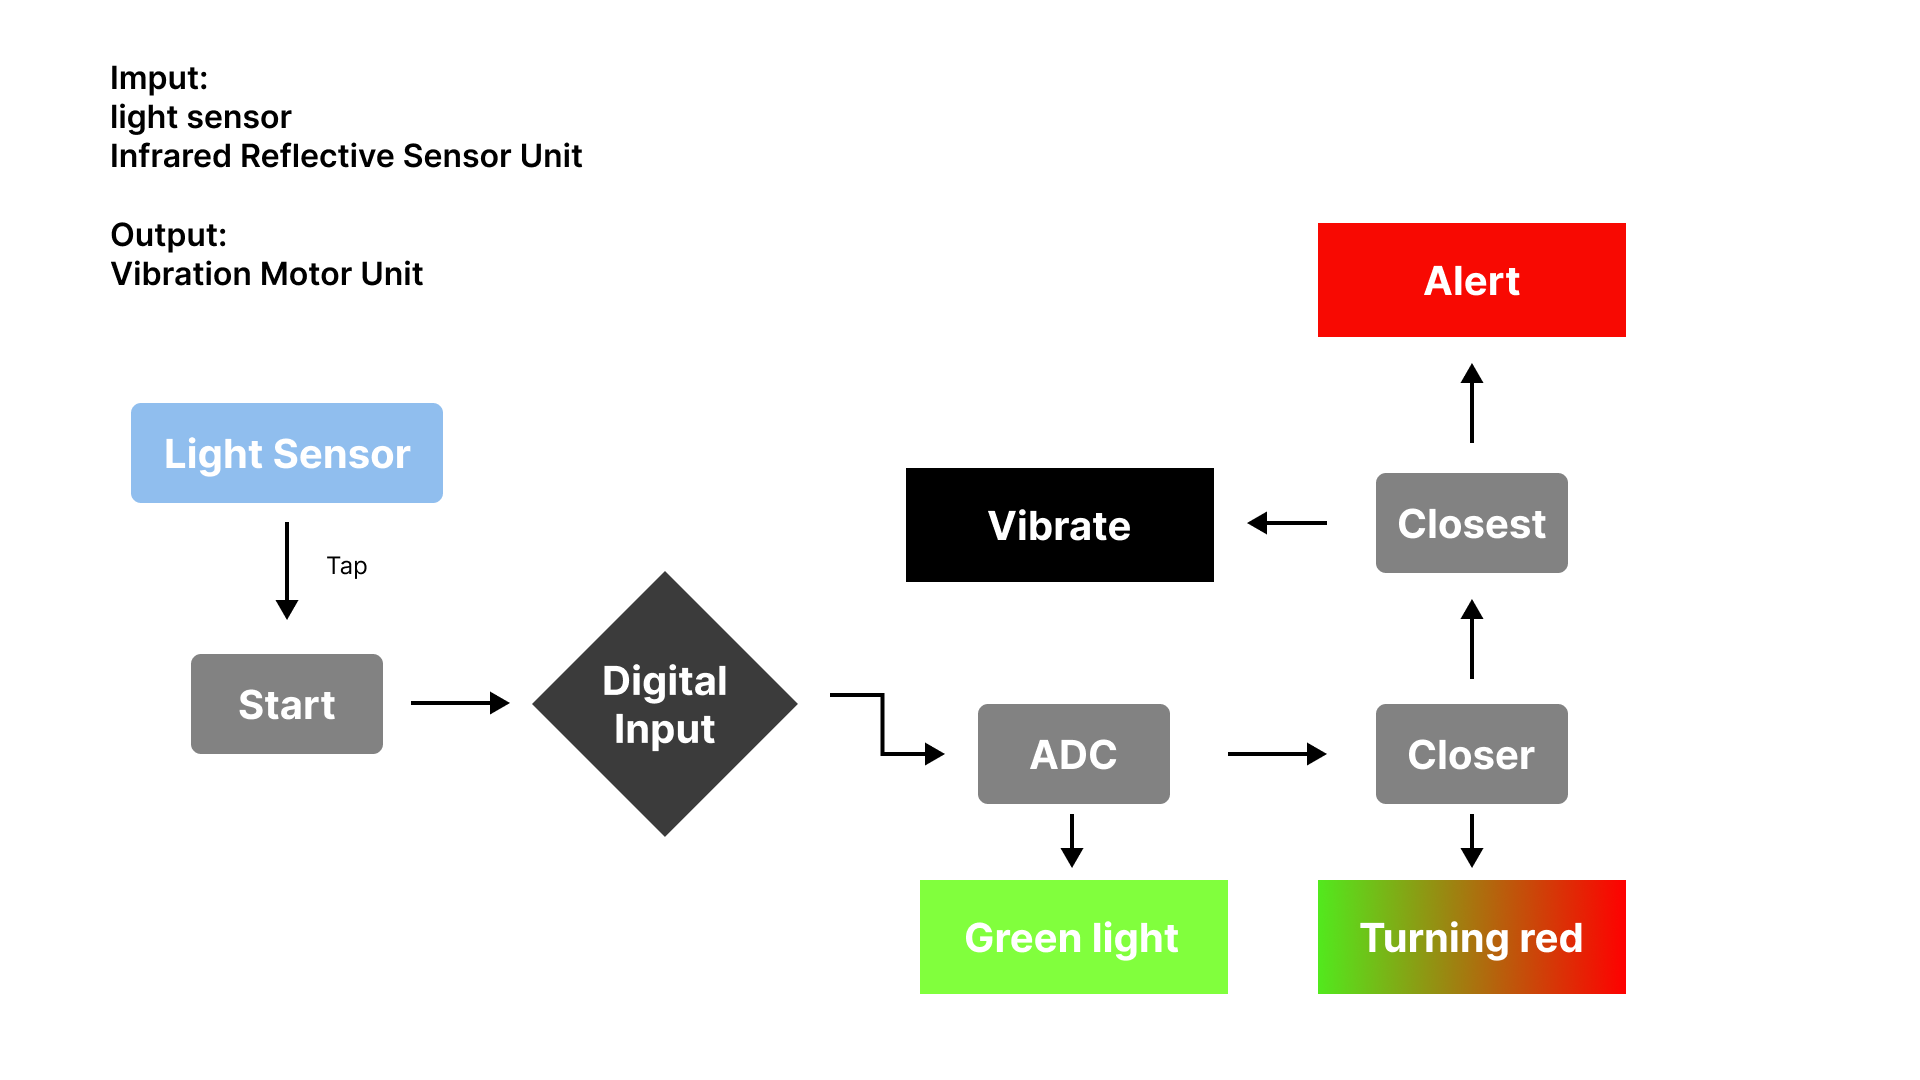 Imput:
light sensor
Infrared Reflective Sensor Unit
Output:
Vibration Motor Unit
Light Sensor
Tap
Start
Digital
Input
ADC
Green light
Closer
Turning red
Closest
Vibrate
Alert